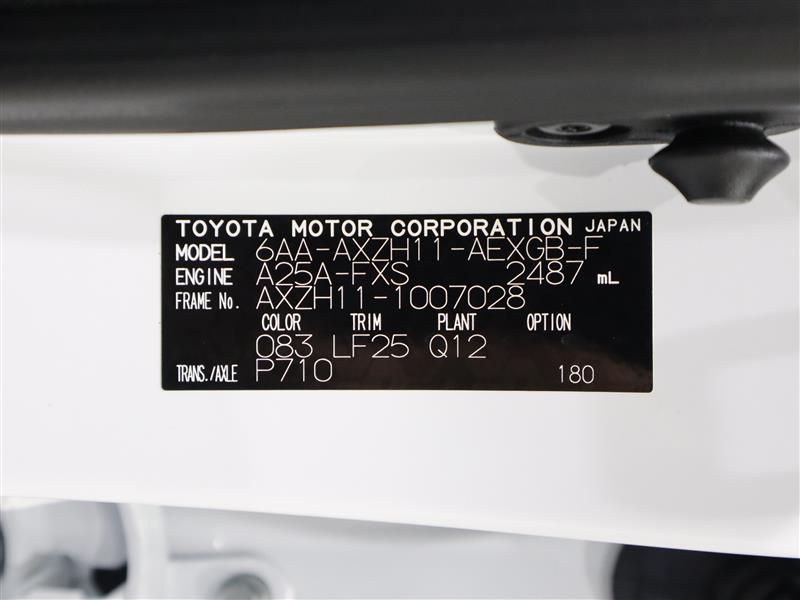 TOYOTA MOTOR CORPORATION JAPAN
MODEL 6AA-AXZH11-AEXGB-F
ENGINE A25A-FXS 2487 mL
FRAME No. AXZH11-1007028
COLOR TRIM PLANT OPTION
083 LF25 Q12
TRANS./AXLE P710 180